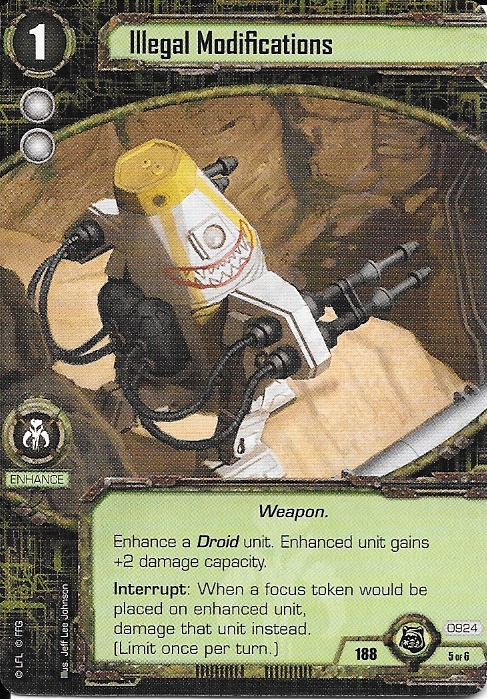 1
Illegal Modifications
ENHANCE
Weapon.
Enhance a Droid unit. Enhanced unit gains
+2 damage capacity.
Interrupt: When a focus token would be
placed on enhanced unit,
damage that unit instead.
(Limit once per turn.)
© LFL © FFG
Illus. Jeff Lee Johnson
188
0924
5 of 6